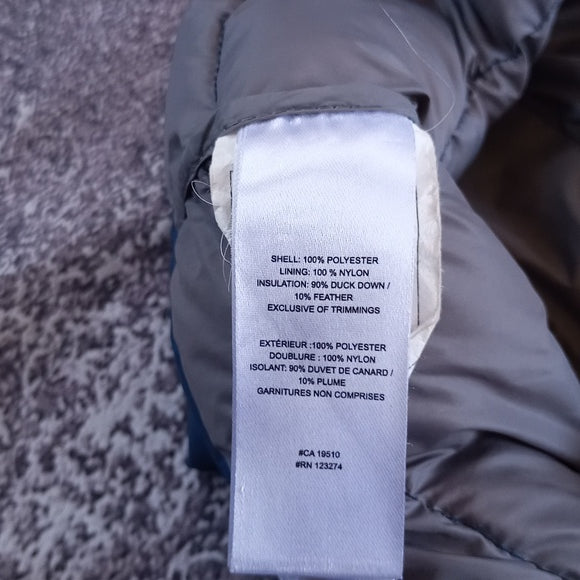 SHELL: 100% POLYESTER
LINING: 100 % NYLON
INSULATION: 90% DUCK DOWN /
10% FEATHER
EXCLUSIVE OF TRIMMINGS
EXTÉRIEUR :100% POLYESTER
DOUBLURE : 100% NYLON
ISOLANT: 90% DUVET DE CANARD /
10% PLUME
GARNITURES NON COMPRISES
#CA 19510
#RN 123274